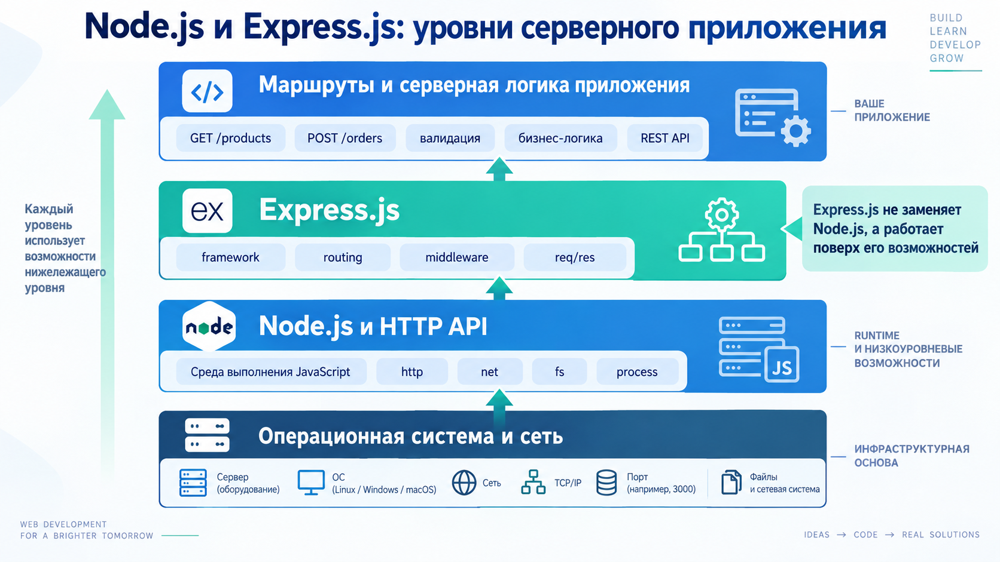 Node.js и Express.js: уровни серверного приложения
BUILD
LEARN
DEVELOP
GROW
</>
Маршруты и серверная логика приложения
GET /products
POST /orders
валидация
бизнес-логика
REST API
ВАШЕ
ПРИЛОЖЕНИЕ
Каждый
уровень
использует
возможности
нижележащего
уровня
ex
Express.js
framework
routing
middleware
req/res
Express.js не заменяет
Node.js, а работает
поверх его возможностей
node
Node.js и HTTP API
Среда выполнения JavaScript
http
net
fs
process
JS
RUNTIME
И НИЗКОУРОВНЕВЫЕ
ВОЗМОЖНОСТИ
Операционная система и сеть
Сервер
(оборудование)
ОС
(Linux / Windows / macOS)
Сеть
TCP/IP
Порт
(например, 3000)
Файлы
и сетевая система
ИНФРАСТРУКТУРНАЯ
ОСНОВА
WEB DEVELOPMENT
FOR A BRIGHTER TOMORROW
IDEAS → CODE → REAL SOLUTIONS